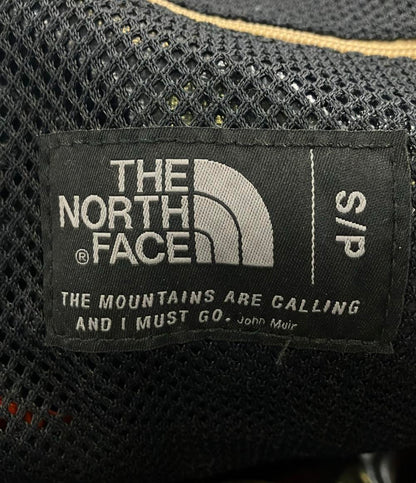 THE
NORTH
® FACE
S/P
THE MOUNTAINS ARE CALLING
AND I MUST GO. John Muir